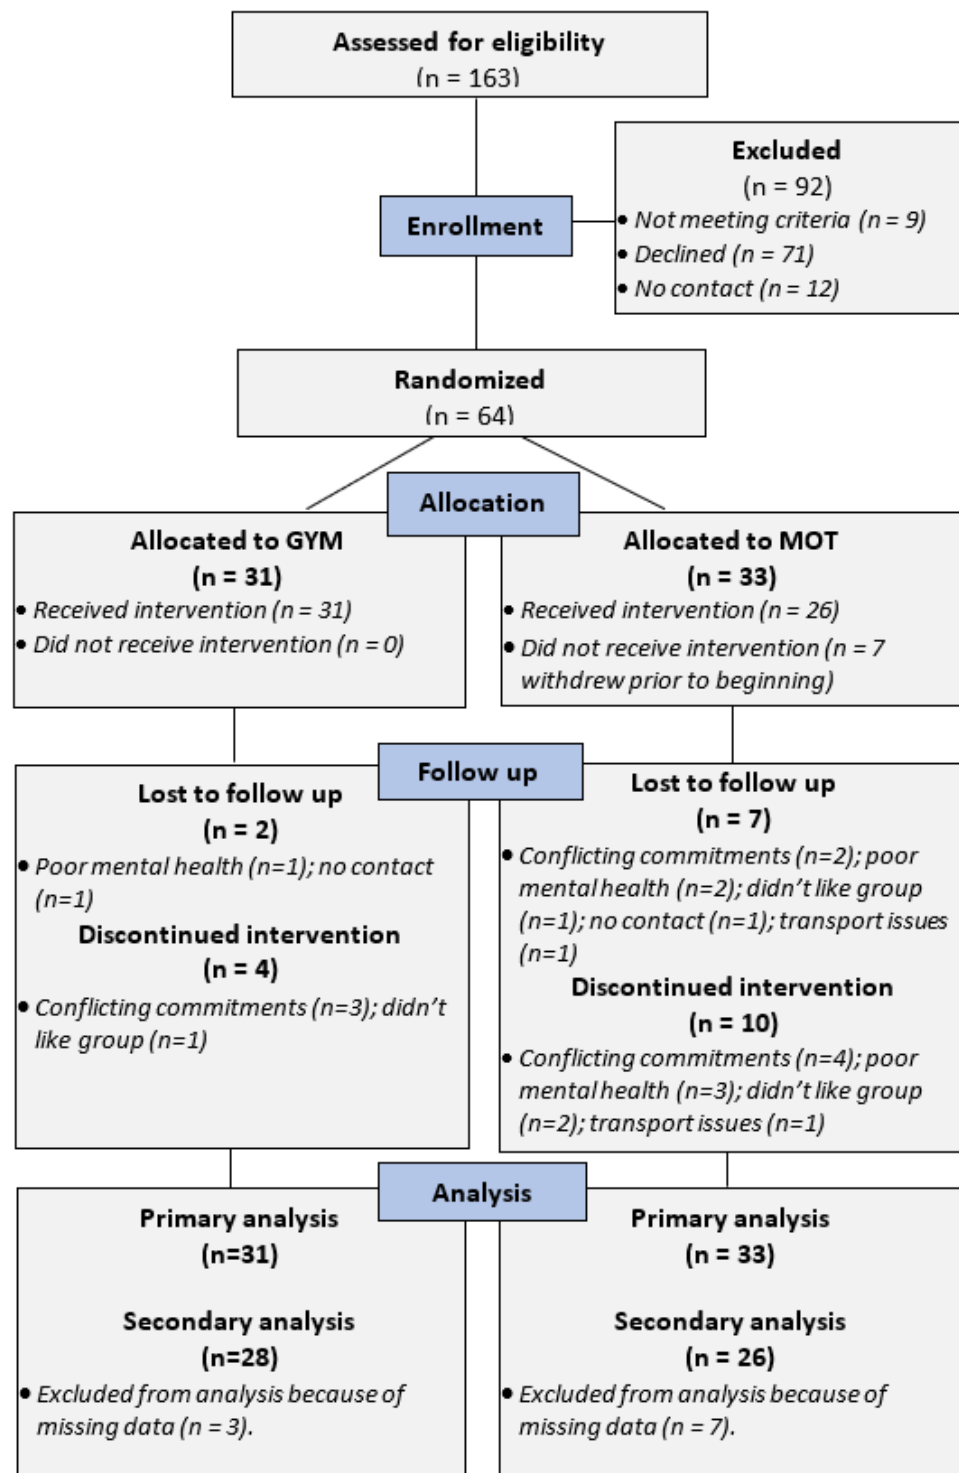 Assessed for eligibility
(n = 163)
Excluded
(n = 92)
• Not meeting criteria (n = 9)
• Declined (n = 71)
• No contact (n = 12)
Enrollment
Randomized
(n = 64)
Allocation
Allocated to GYM
(n = 31)
• Received intervention (n = 31)
• Did not receive intervention (n = 0)
Allocated to MOT
(n = 33)
• Received intervention (n = 26)
• Did not receive intervention (n = 7
withdrew prior to beginning)
Follow up
Lost to follow up
(n = 2)
• Poor mental health (n=1); no contact
(n=1)
Discontinued intervention
(n = 4)
• Conflicting commitments (n=3); didn't
like group (n=1)
Lost to follow up
(n = 7)
• Conflicting commitments (n=2); poor
mental health (n=2); didn't like group
(n=1); no contact (n=1); transport issues
(n=1)
Discontinued intervention
(n = 10)
• Conflicting commitments (n=4); poor
mental health (n=3); didn't like group
(n=2); transport issues (n=1)
Analysis
Primary analysis
(n=31)
Secondary analysis
(n=28)
• Excluded from analysis because of
missing data (n = 3).
Primary analysis
(n = 33)
Secondary analysis
(n = 26)
• Excluded from analysis because of
missing data (n = 7).